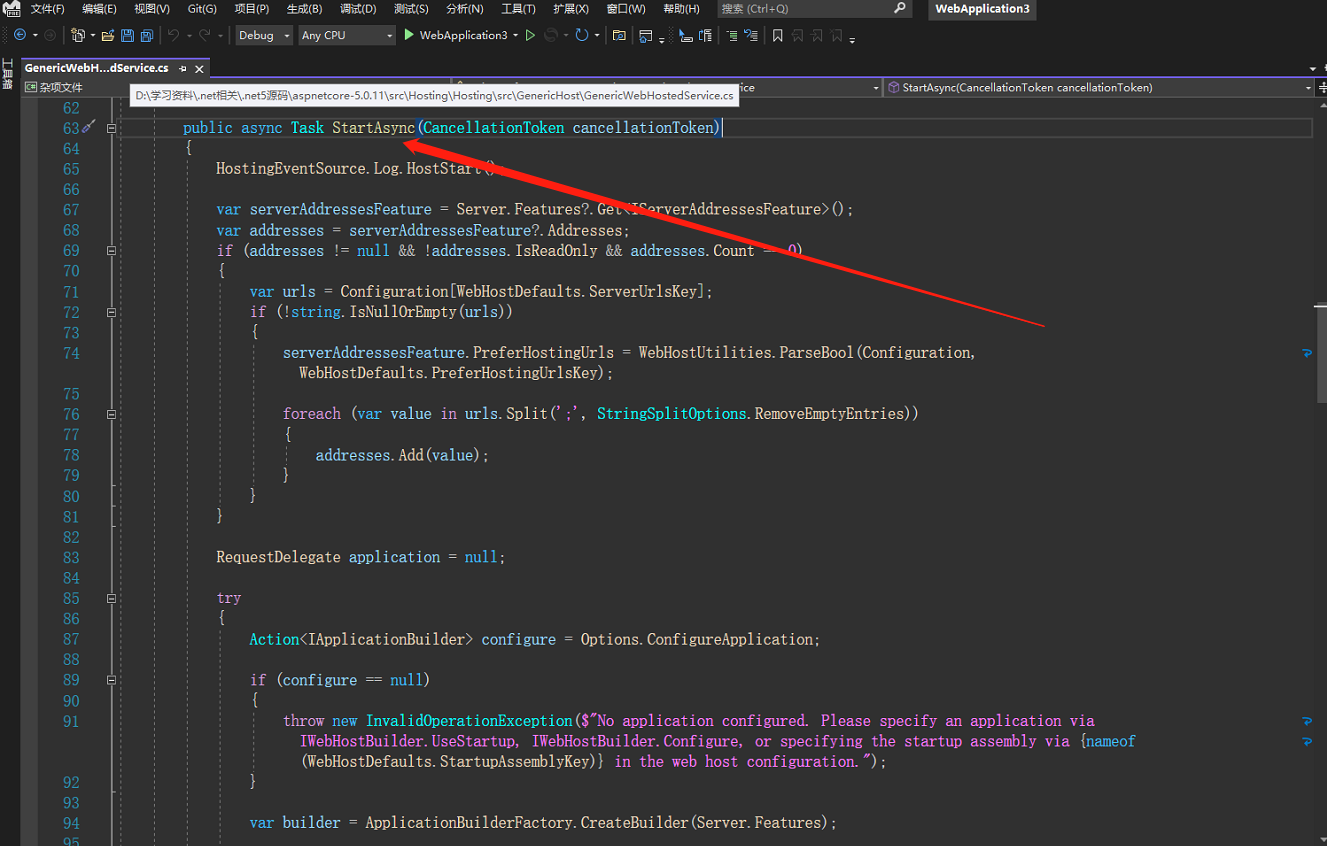 文件(F) 编辑(E) 视图(V) Git(G) 项目(P) 生成(B) 调试(D) 测试(S) 分析(N) 工具(T) 扩展(X) 窗口(W) 帮助(H) 搜索 (Ctrl+Q) WebApplication3
Debug Any CPU WebApplication3
工具箱
GenericWebH...dService.cs
杂项文件 ice StartAsync(CancellationToken cancellationToken)
D:\学习资料\.net相关\.net5源码\aspnetcore-5.0.11\src\Hosting\Hosting\src\GenericHost\GenericWebHostedService.cs
62
63 public async Task StartAsync(CancellationToken cancellationToken)
64 {
65 HostingEventSource.Log.HostStart();
66
67 var serverAddressesFeature = Server.Features?.Get<IServerAddressesFeature>();
68 var addresses = serverAddressesFeature?.Addresses;
69 if (addresses != null && !addresses.IsReadOnly && addresses.Count == 0)
70 {
71 var urls = Configuration[WebHostDefaults.ServerUrlsKey];
72 if (!string.IsNullOrEmpty(urls))
73 {
74 serverAddressesFeature.PreferHostingUrls = WebHostUtilities.ParseBool(Configuration,
WebHostDefaults.PreferHostingUrlsKey);
75
76 foreach (var value in urls.Split(';', StringSplitOptions.RemoveEmptyEntries))
77 {
78 addresses.Add(value);
79 }
80 }
81 }
82
83 RequestDelegate application = null;
84
85 try
86 {
87 Action<IApplicationBuilder> configure = Options.ConfigureApplication;
88
89 if (configure == null)
90 {
91 throw new InvalidOperationException($"No application configured. Please specify an application via
IWebHostBuilder.UseStartup, IWebHostBuilder.Configure, or specifying the startup assembly via {nameof
(WebHostDefaults.StartupAssemblyKey)} in the web host configuration.");
92 }
93
94 var builder = ApplicationBuilderFactory.CreateBuilder(Server.Features);
95